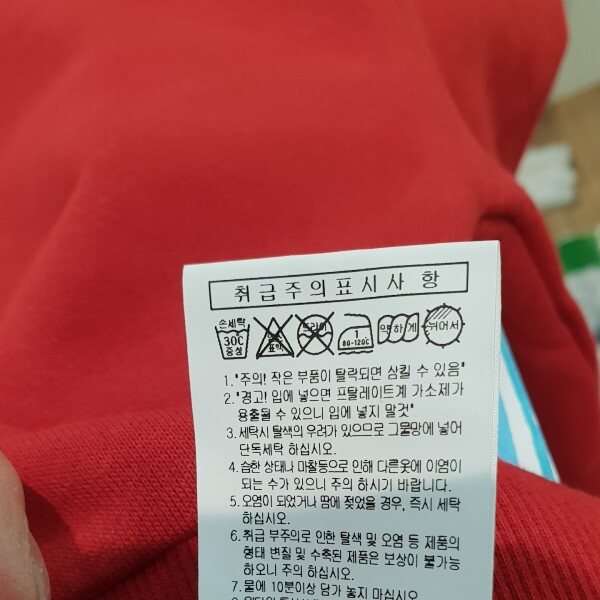 취급주의표시사항
손세탁
30℃
중성
염소
표백
드라이
1
80-120℃
약하게
뉘어서
1."주의! 작은 부품이 탈락되면 삼킬 수 있음"
2."경고! 입에 넣으면 프탈레이트계 가소제가
용출될 수 있으니 입에 넣지 말것"
3. 세탁시 탈색의 우려가 있으므로 그물망에 넣어
단독세탁 하십시오.
4. 습한 상태나 마찰등으로 인해 다른옷에 이염이
되는 수가 있으니 주의 하시기 바랍니다.
5. 오염이 되었거나 땀에 젖었을 경우, 즉시 세탁
하십시오.
6. 취급 부주의로 인한 탈색 및 오염 등 제품의
형태 변질 및 수축된 제품은 보상이 불가능
하오니 주의 하십시오.
7. 물에 10분이상 담가 놓지 마십시오